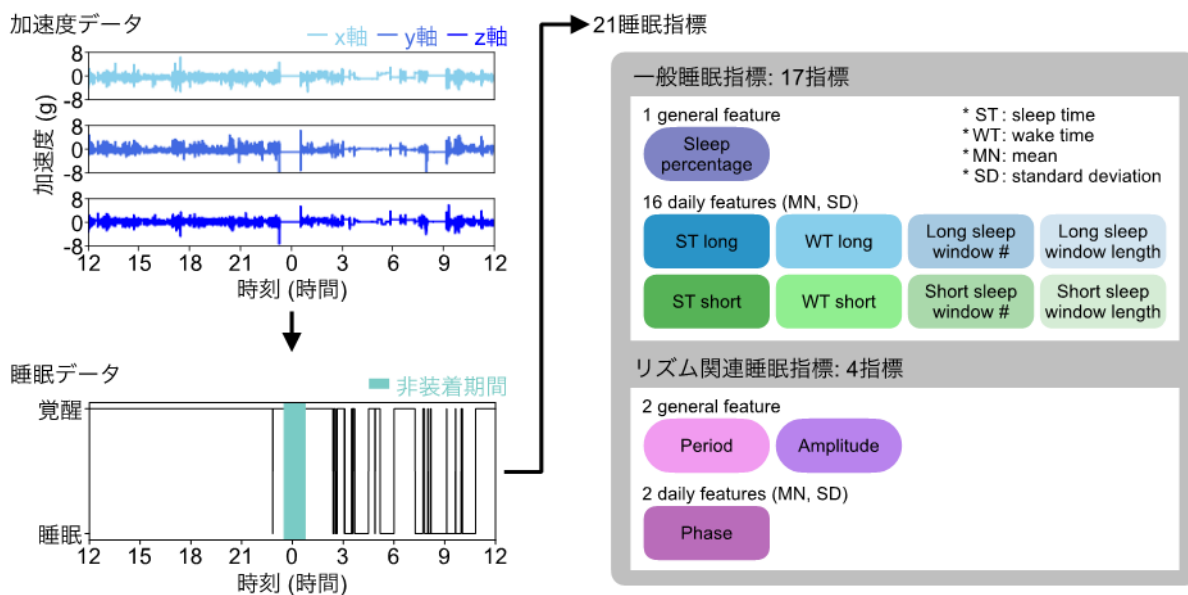 加速度データ
x軸 y軸 z軸
8
0
-8
8
0
-8
8
0
-8
加速度 (g)
12 15 18 21 0 3 6 9 12
時刻 (時間)
睡眠データ
非装着期間
覚醒
睡眠
12 15 18 21 0 3 6 9 12
時刻 (時間)
21睡眠指標
一般睡眠指標: 17指標
1 general feature
Sleep
percentage
* ST : sleep time
* WT : wake time
* MN : mean
* SD : standard deviation
16 daily features (MN, SD)
ST long
WT long
Long sleep
window #
Long sleep
window length
ST short
WT short
Short sleep
window #
Short sleep
window length
リズム関連睡眠指標: 4指標
2 general feature
Period
Amplitude
2 daily features (MN, SD)
Phase